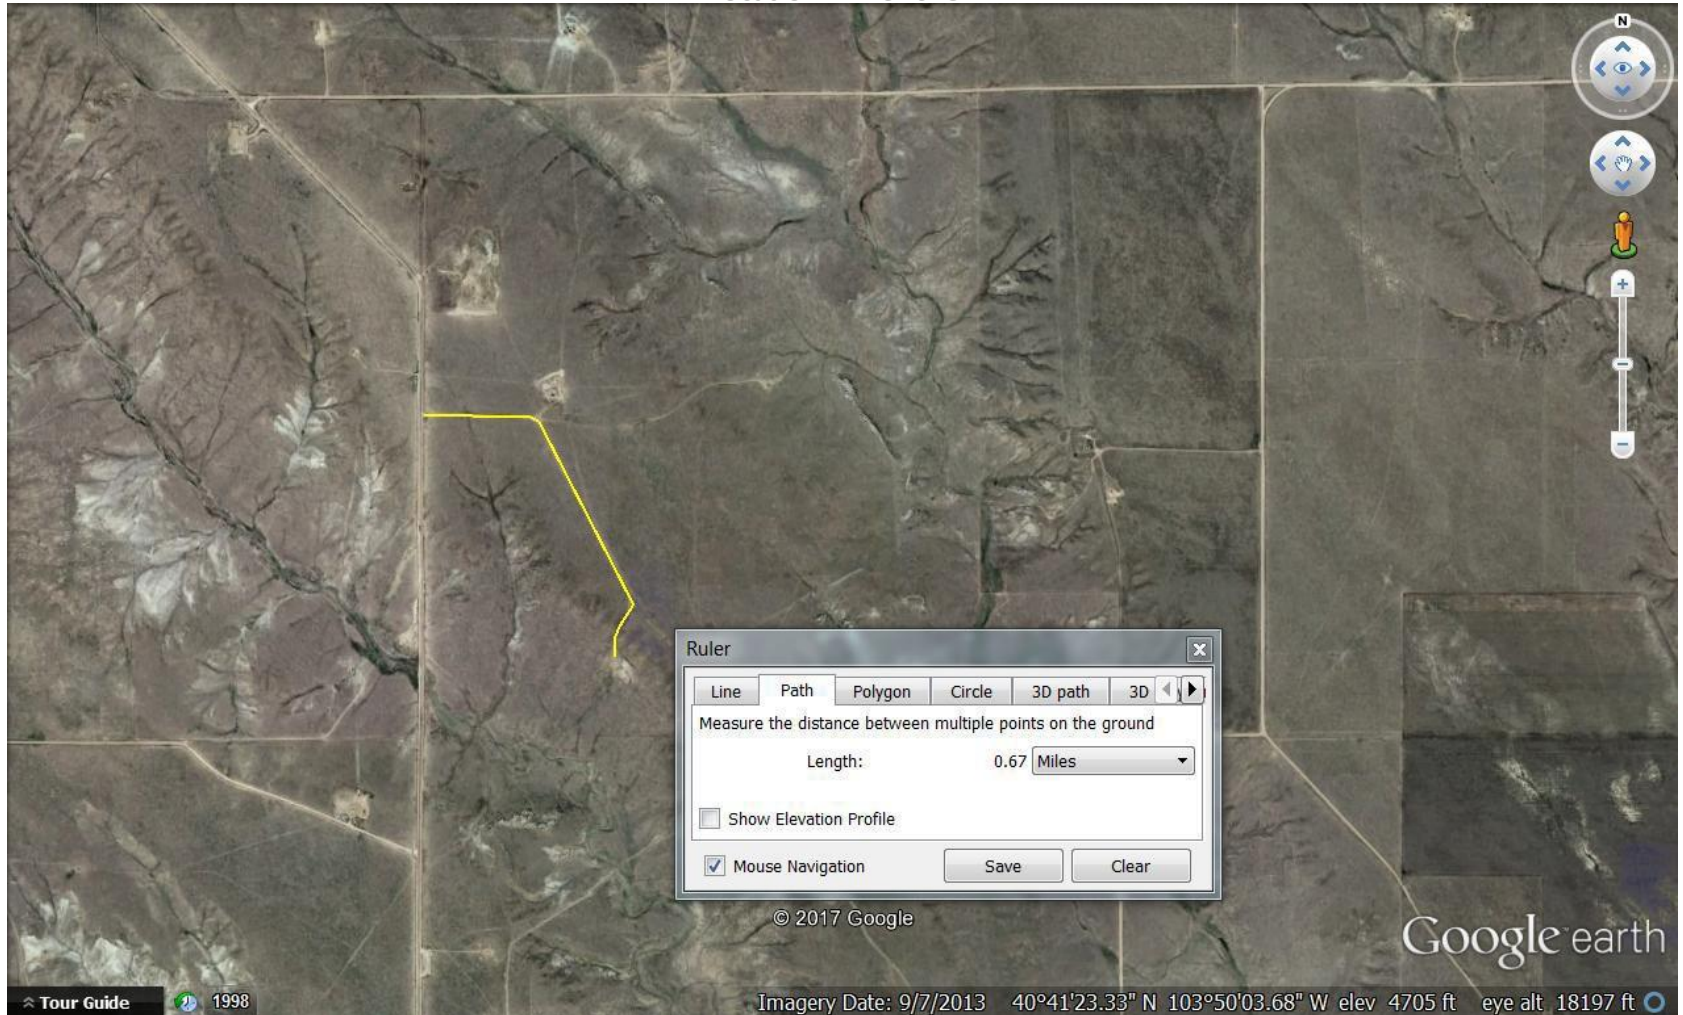 N
Ruler
Line Path Polygon Circle 3D path 3D
Measure the distance between multiple points on the ground
Length: 0.67 Miles
Show Elevation Profile
Mouse Navigation Save Clear
© 2017 Google
Google earth
Tour Guide 1998 Imagery Date: 9/7/2013 40°41'23.33" N 103°50'03.68" W elev 4705 ft eye alt 18197 ft